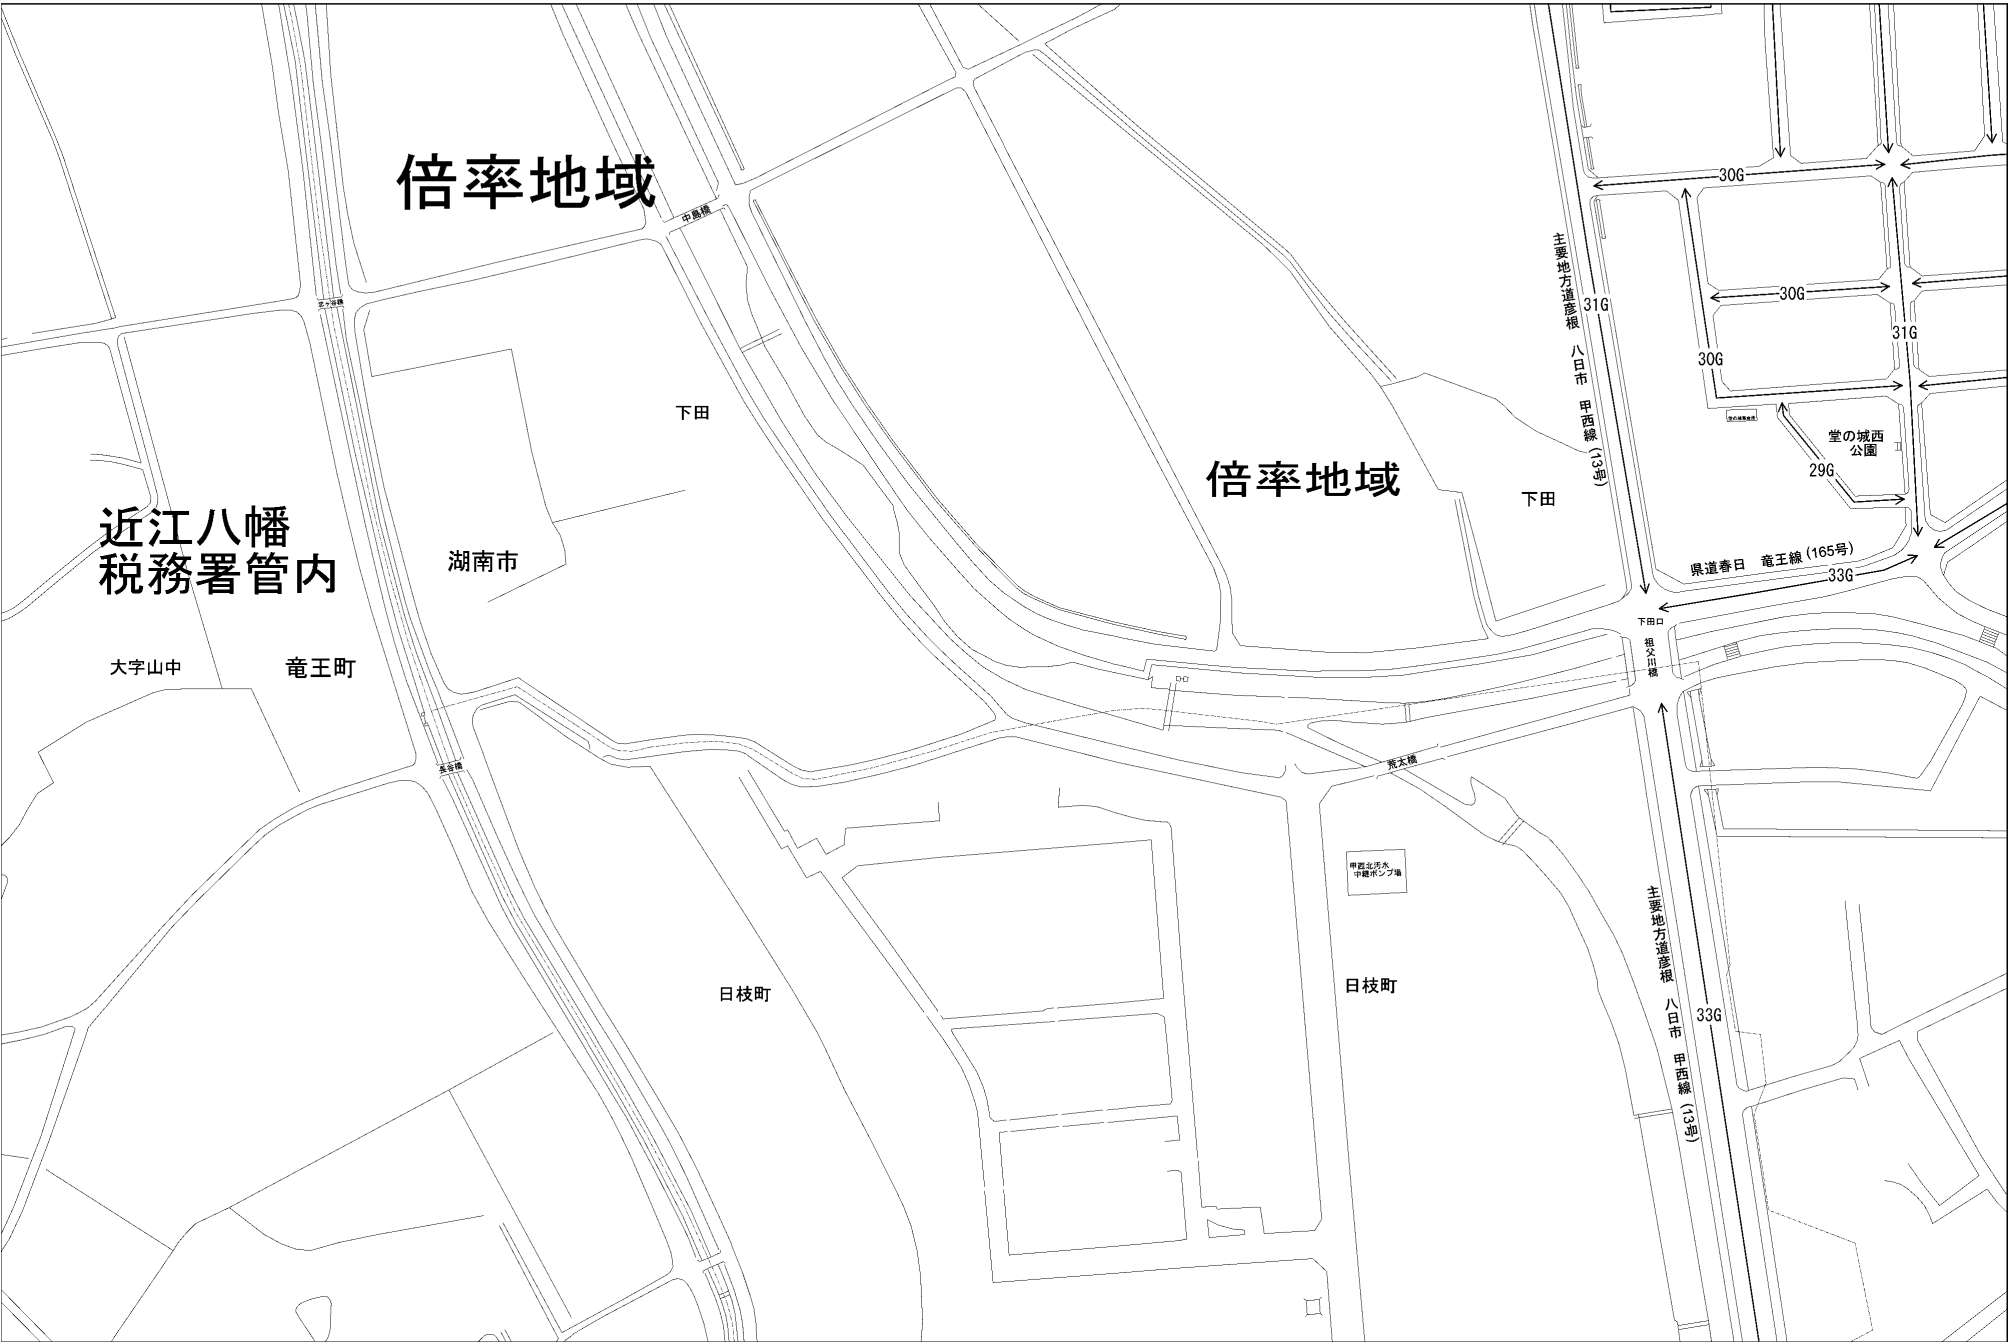 倍率地域
30G
中島橋
主要地方道彦根　八日市　甲西線(13号)
31G
30G
31G
30G
下田
堂の城西
公園
29G
倍率地域
下田
近江八幡
税務署管内
湖南市
県道春日　竜王線(165号)
33G
下田口
祖父川橋
大字山中
竜王町
長谷橋
荒太橋
甲西北汚水
中継ポンプ場
主要地方道彦根　八日市　甲西線(13号)
日枝町
日枝町
33G